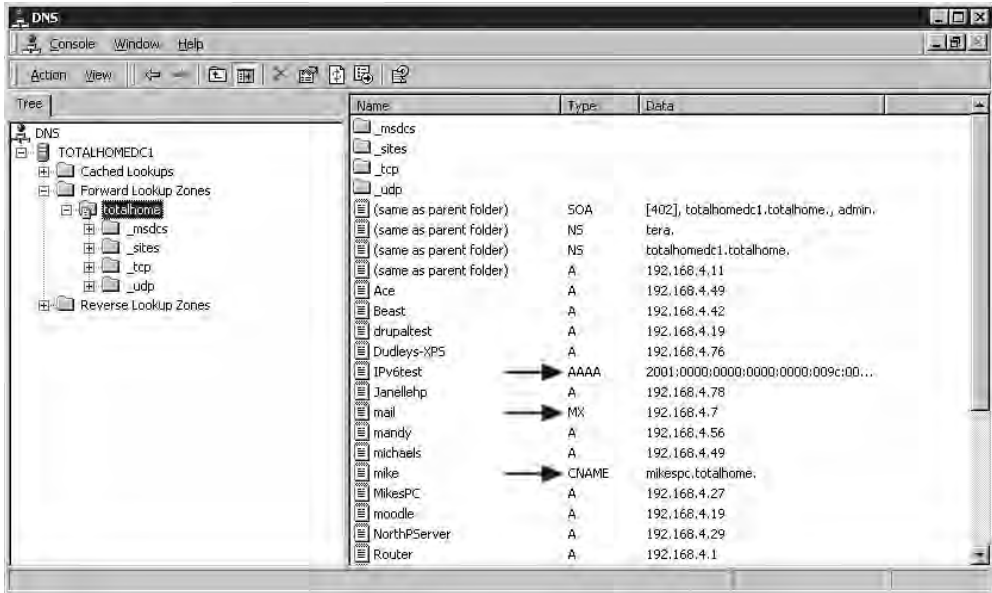 DNS
Console Window Help
Action View
Tree
DNS
TOTALHOMEDC1
Cached Lookups
Forward Lookup Zones
totalhome
_msdcs
_sites
_tcp
_udp
Reverse Lookup Zones
Name Type Data
_msdcs
_sites
_tcp
_udp
(same as parent folder) SOA [402], totalhomedc1.totalhome., admin.
(same as parent folder) NS tera.
(same as parent folder) NS totalhomedc1.totalhome.
(same as parent folder) A 192.168.4.11
Ace A 192.168.4.49
Beast A 192.168.4.42
drupaltest A 192.168.4.19
Dudleys-XPS A 192.168.4.76
IPv6test AAAA 2001:0000:0000:0000:0000:009c:00...
Janellehp A 192.168.4.78
mail MX 192.168.4.7
mandy A 192.168.4.56
michaels A 192.168.4.49
mike CNAME mikespc.totalhome.
MikesPC A 192.168.4.27
moodle A 192.168.4.19
NorthPServer A 192.168.4.29
Router A 192.168.4.1